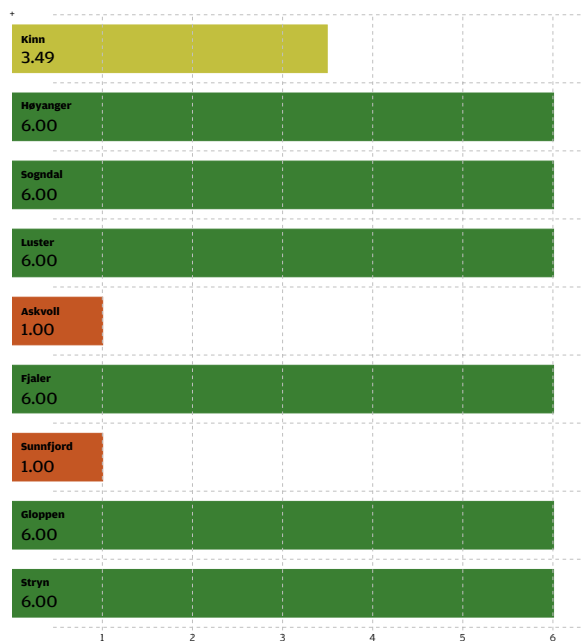 +
Kinn
3.49
Høyanger
6.00
Sogndal
6.00
Luster
6.00
Askvoll
1.00
Fjaler
6.00
Sunnfjord
1.00
Gloppen
6.00
Stryn
6.00
1 2 3 4 5 6